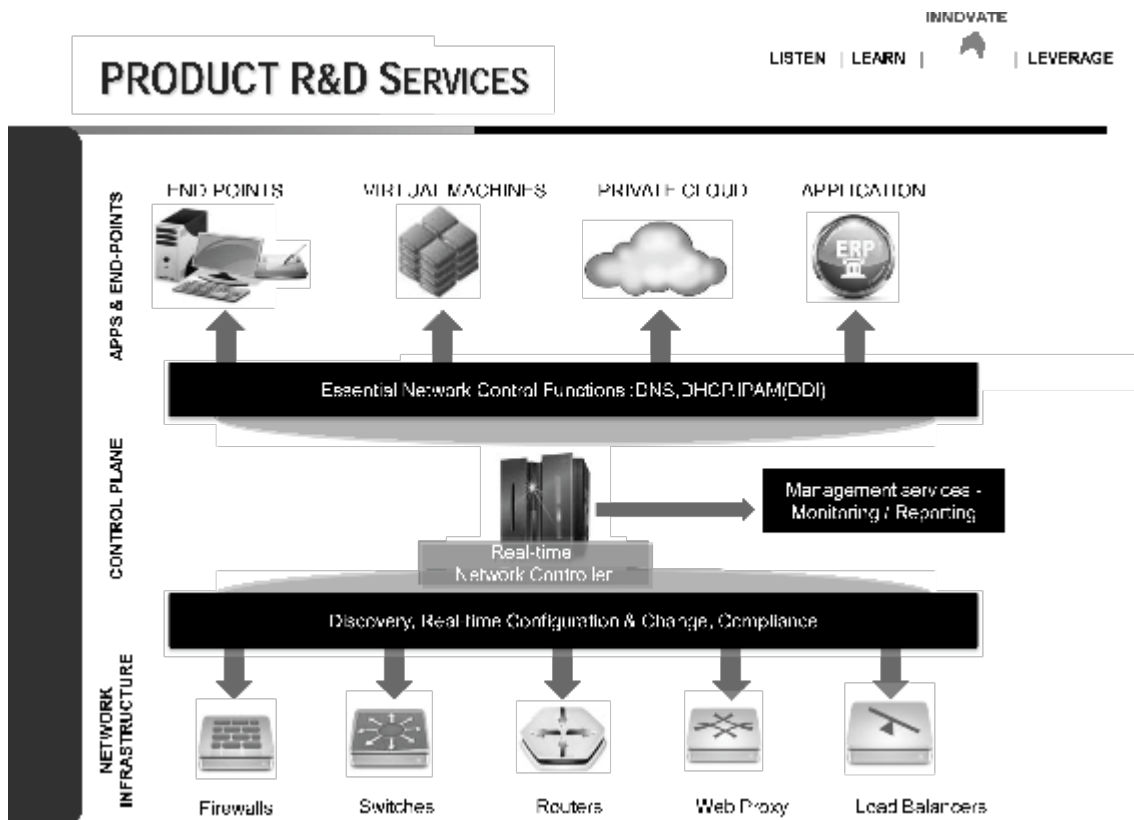 INNOVATE
LISTEN | LEARN | | LEVERAGE
PRODUCT R&D SERVICES
APPS & END-POINTS
END POINTS
VIRTUAL MACHINES
PRIVATE CLOUD
APPLICATION
ERP
Essential Network Control Functions :DNS,DHCP,IPAM(DDI)
CONTROL PLANE
Management services -
Monitoring / Reporting
Real-time
Network Controller
Discovery, Real-time Configuration & Change, Compliance
NETWORK
INFRASTRUCTURE
Firewalls
Switches
Routers
Web Proxy
Load Balancers